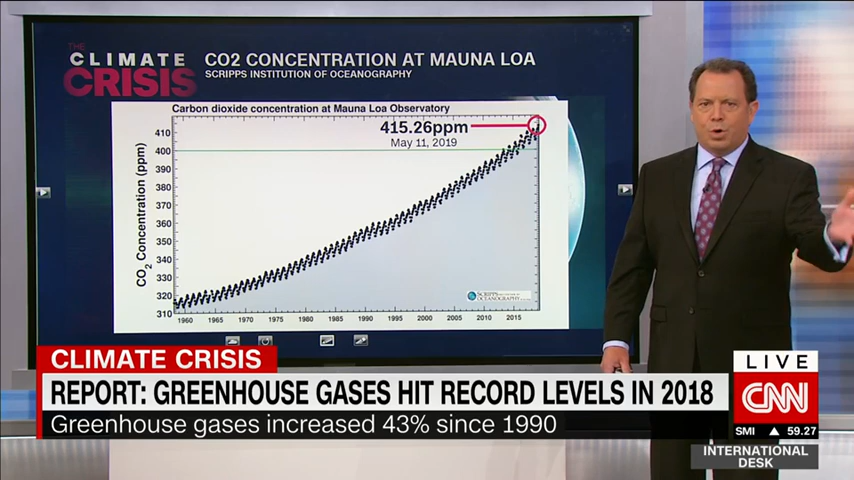 THE
CLIMATE
CRISIS
CO2 CONCENTRATION AT MAUNA LOA
SCRIPPS INSTITUTION OF OCEANOGRAPHY
Carbon dioxide concentration at Mauna Loa Observatory
415.26ppm
May 11, 2019
CO2 Concentration (ppm)
410
400
390
380
370
360
350
340
330
320
310
1960 1965 1970 1975 1980 1985 1990 1995 2000 2005 2010 2015
SCRIPPS INSTITUTION OF
OCEANOGRAPHY
CLIMATE CRISIS
REPORT: GREENHOUSE GASES HIT RECORD LEVELS IN 2018
Greenhouse gases increased 43% since 1990
LIVE
CNN
SMI ▲ 59.27
INTERNATIONAL
DESK